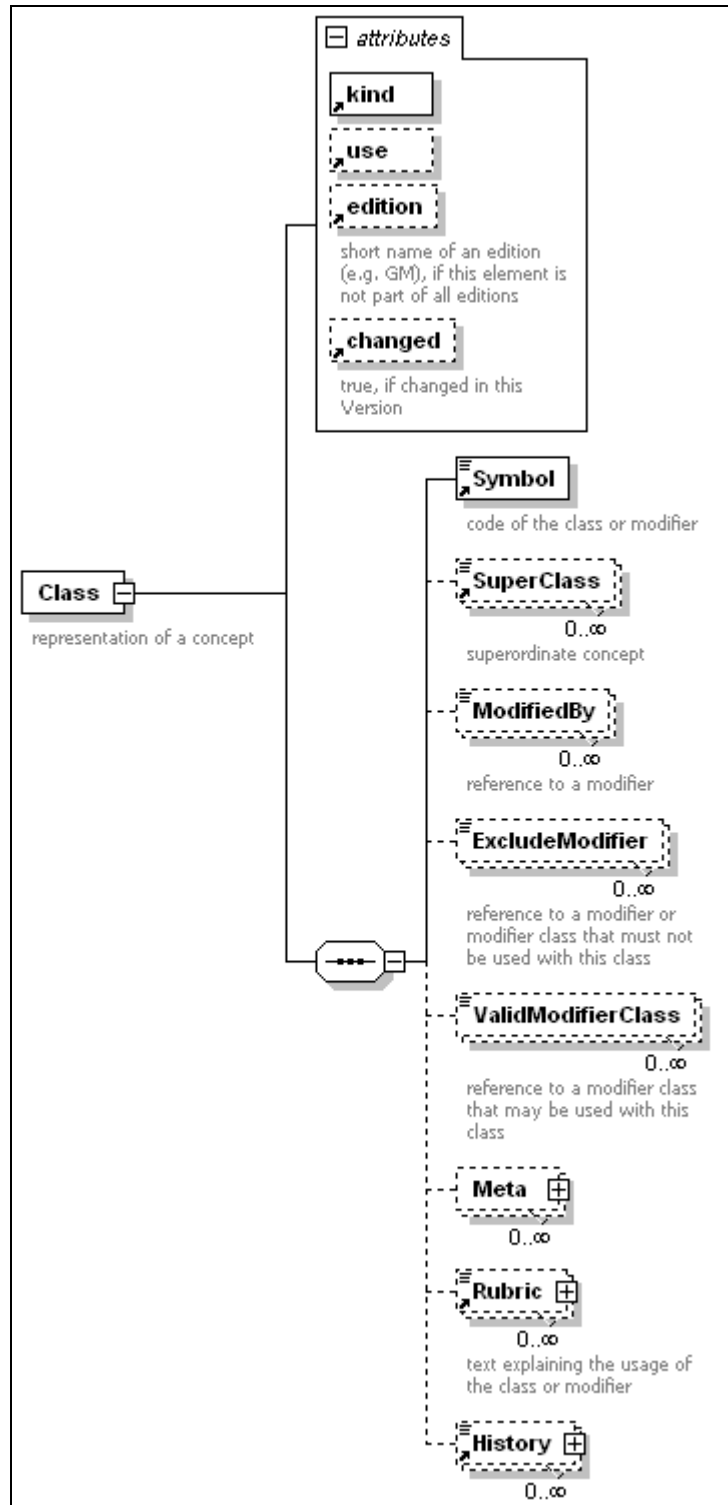 attributes
kind
use
edition
short name of an edition
(e.g. GM), if this element is
not part of all editions
changed
true, if changed in this
Version
Class
representation of a concept
Symbol
code of the class or modifier
SuperClass
0..∞
superordinate concept
ModifiedBy
0..∞
reference to a modifier
ExcludeModifier
0..∞
reference to a modifier or
modifier class that must not
be used with this class
ValidModifierClass
0..∞
reference to a modifier class
that may be used with this
class
Meta
0..∞
Rubric
0..∞
text explaining the usage of
the class or modifier
History
0..∞